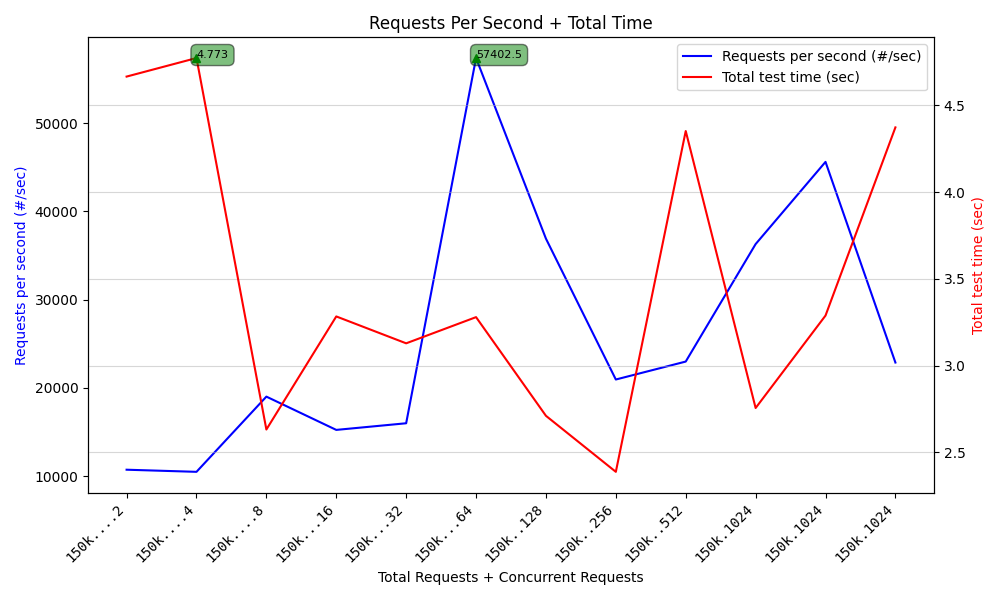 Requests Per Second + Total Time
4.773
57402.5
Requests per second (#/sec)
Total test time (sec)
50000
40000
30000
20000
10000
Requests per second (#/sec)
4.5
4.0
3.5
3.0
2.5
Total test time (sec)
150k....2
150k....4
150k....8
150k...16
150k...32
150k...64
150k..128
150k..256
150k..512
150k.1024
150k.1024
150k.1024
Total Requests + Concurrent Requests